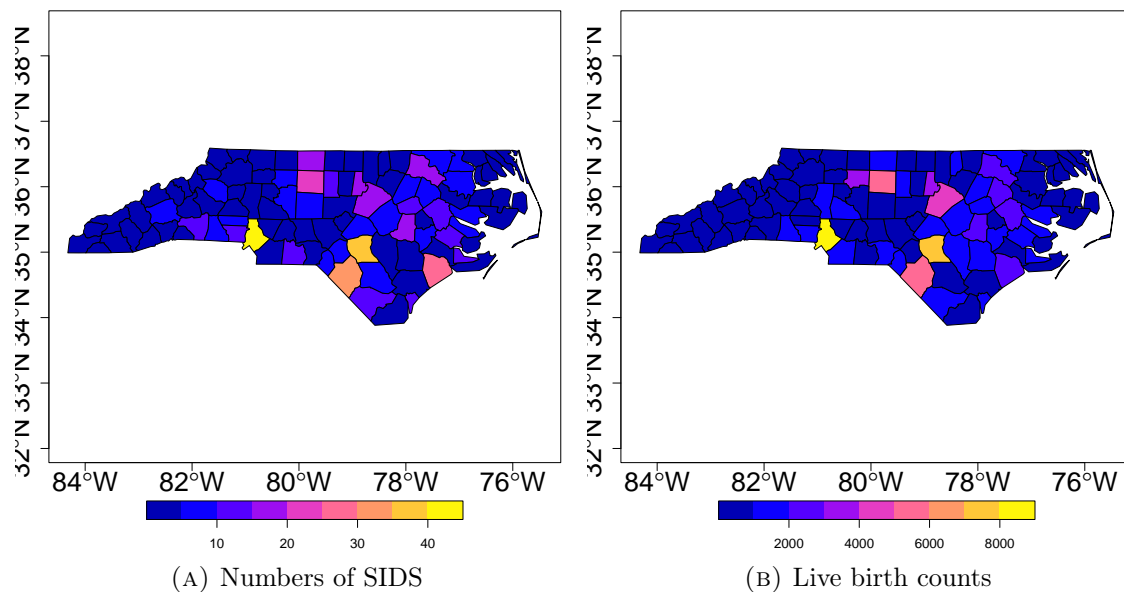 38°N
37°N
36°N
35°N
34°N
33°N
32°N
84°W 82°W 80°W 78°W 76°W
10 20 30 40
(A) Numbers of SIDS
38°N
37°N
36°N
35°N
34°N
33°N
32°N
84°W 82°W 80°W 78°W 76°W
2000 4000 6000 8000
(B) Live birth counts